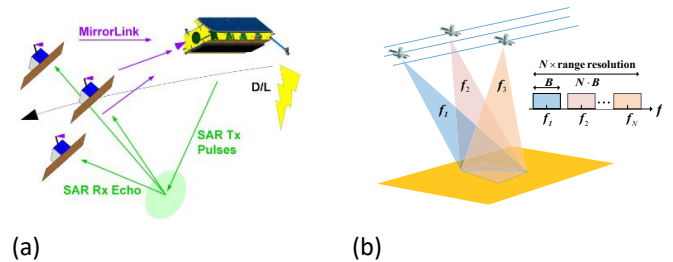 MirrorLink
D/L
SAR Tx
Pulses
SAR Rx Echo
(a)
N × range resolution
B
N · B
...
f1
f2
fN
f
f1
f2
f3
(b)